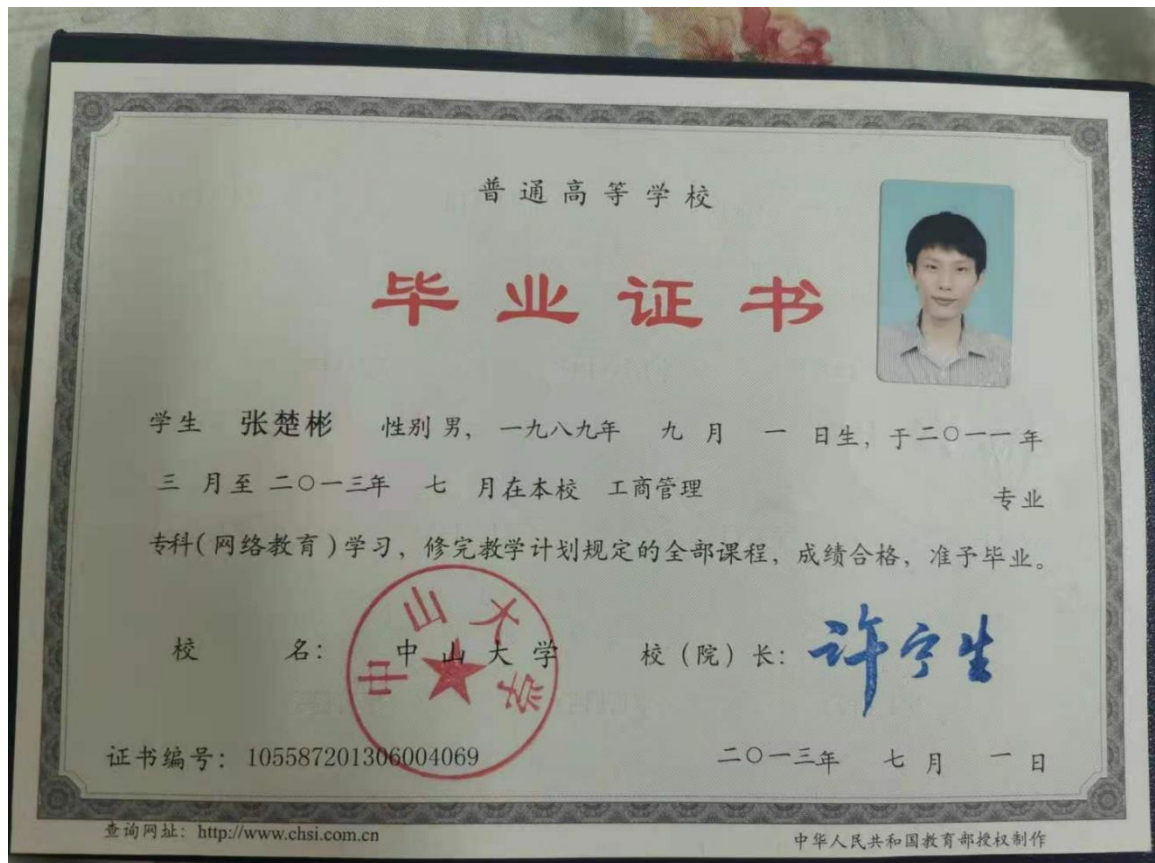 普通高等学校
毕业证书
学生 张楚彬 性别 男, 一九八九年 九 月 一 日生, 于二〇一一年
三 月至 二〇一三年 七 月在本校 工商管理 专业
专科(网络教育)学习, 修完教学计划规定的全部课程, 成绩合格, 准予毕业。
校 名: 中山大学 校(院)长: 许宁生
中山大学
证书编号: 105587201306004069 二〇一三年 七 月 一 日
查询网址: http://www.chsi.com.cn 中华人民共和国教育部授权制作